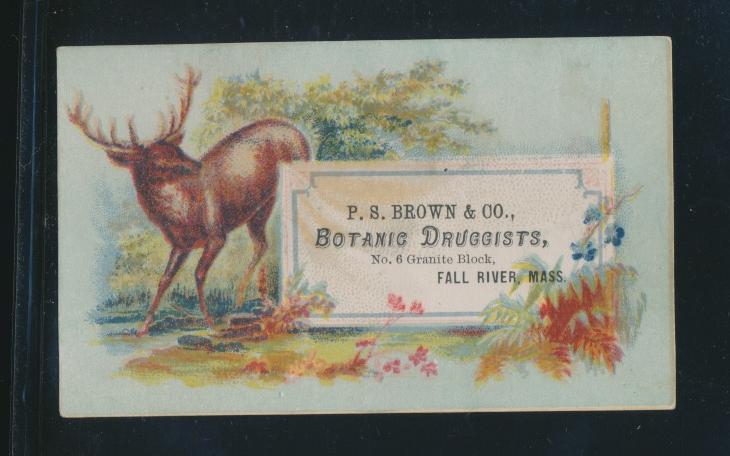 P. S. BROWN & CO.,
BOTANIC DRUGGISTS,
No. 6 Granite Block,
FALL RIVER, MASS.